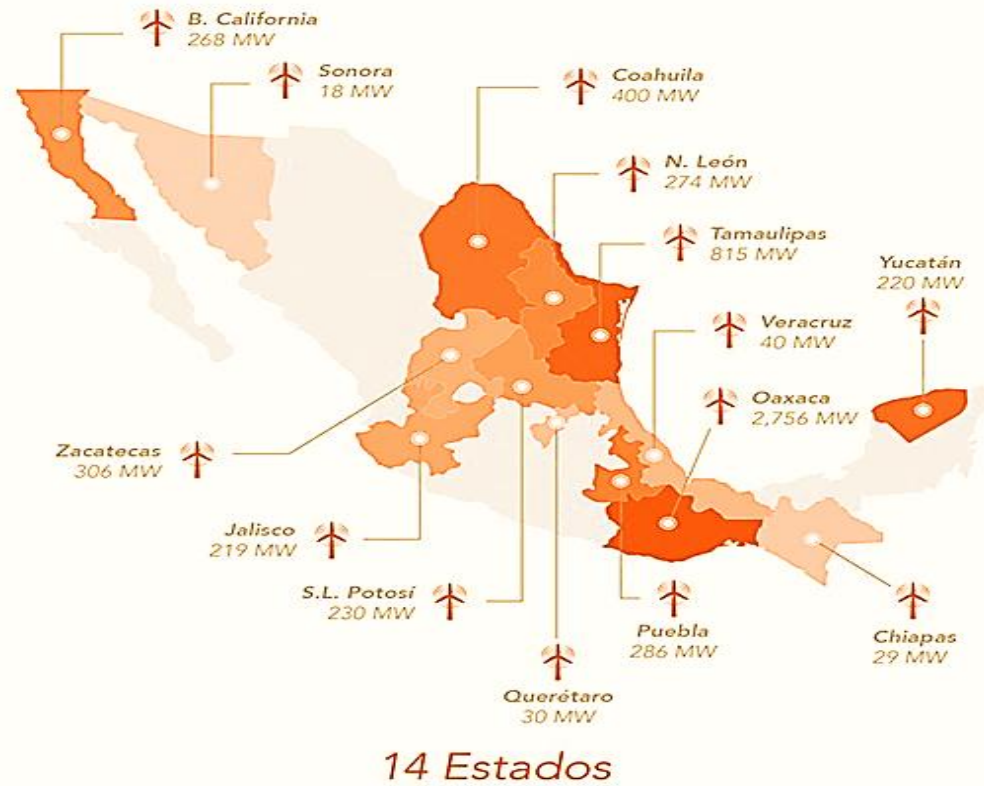 B. California
268 MW
Sonora
18 MW
Coahuila
400 MW
N. León
274 MW
Tamaulipas
815 MW
Yucatán
220 MW
Veracruz
40 MW
Oaxaca
2,756 MW
Zacatecas
306 MW
Jalisco
219 MW
S.L. Potosí
230 MW
Puebla
286 MW
Chiapas
29 MW
Querétaro
30 MW
14 Estados